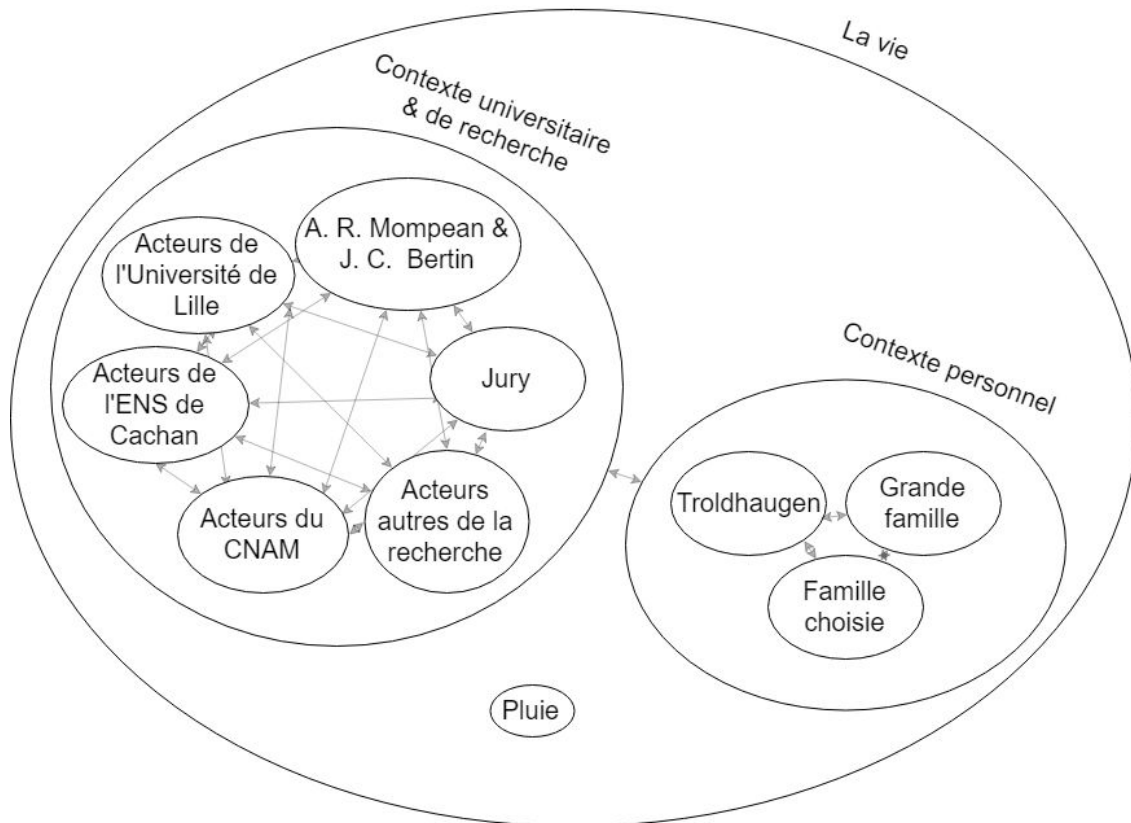 La vie
Contexte universitaire
& de recherche
A. R. Mompean &
J. C. Bertin
Acteurs de
l'Université de
Lille
Jury
Acteurs de
l'ENS de
Cachan
Acteurs du
CNAM
Acteurs
autres de la
recherche
Contexte personnel
Troldhaugen
Grande
famille
Famille
choisie
Pluie